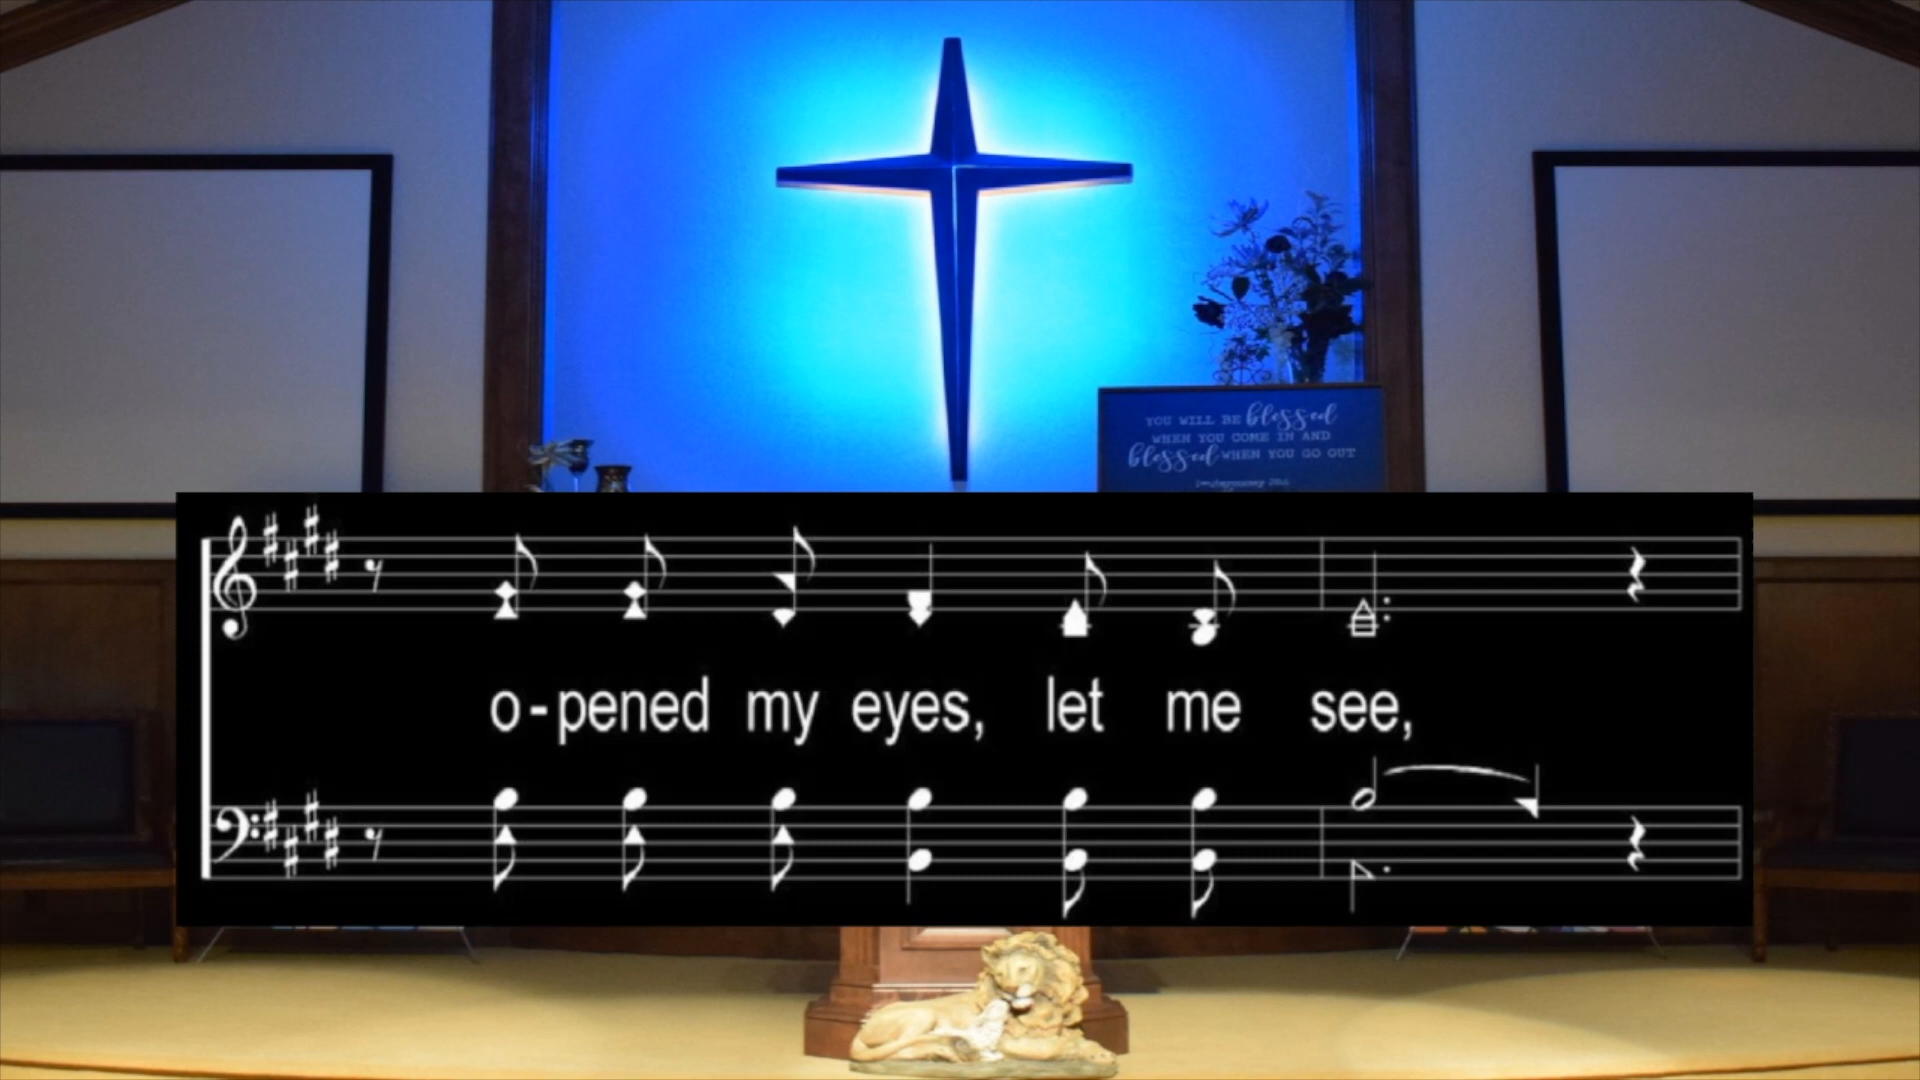 YOU WILL BE blessed
WHEN YOU COME IN AND
blessed WHEN YOU GO OUT
o-pened my eyes, let me see,